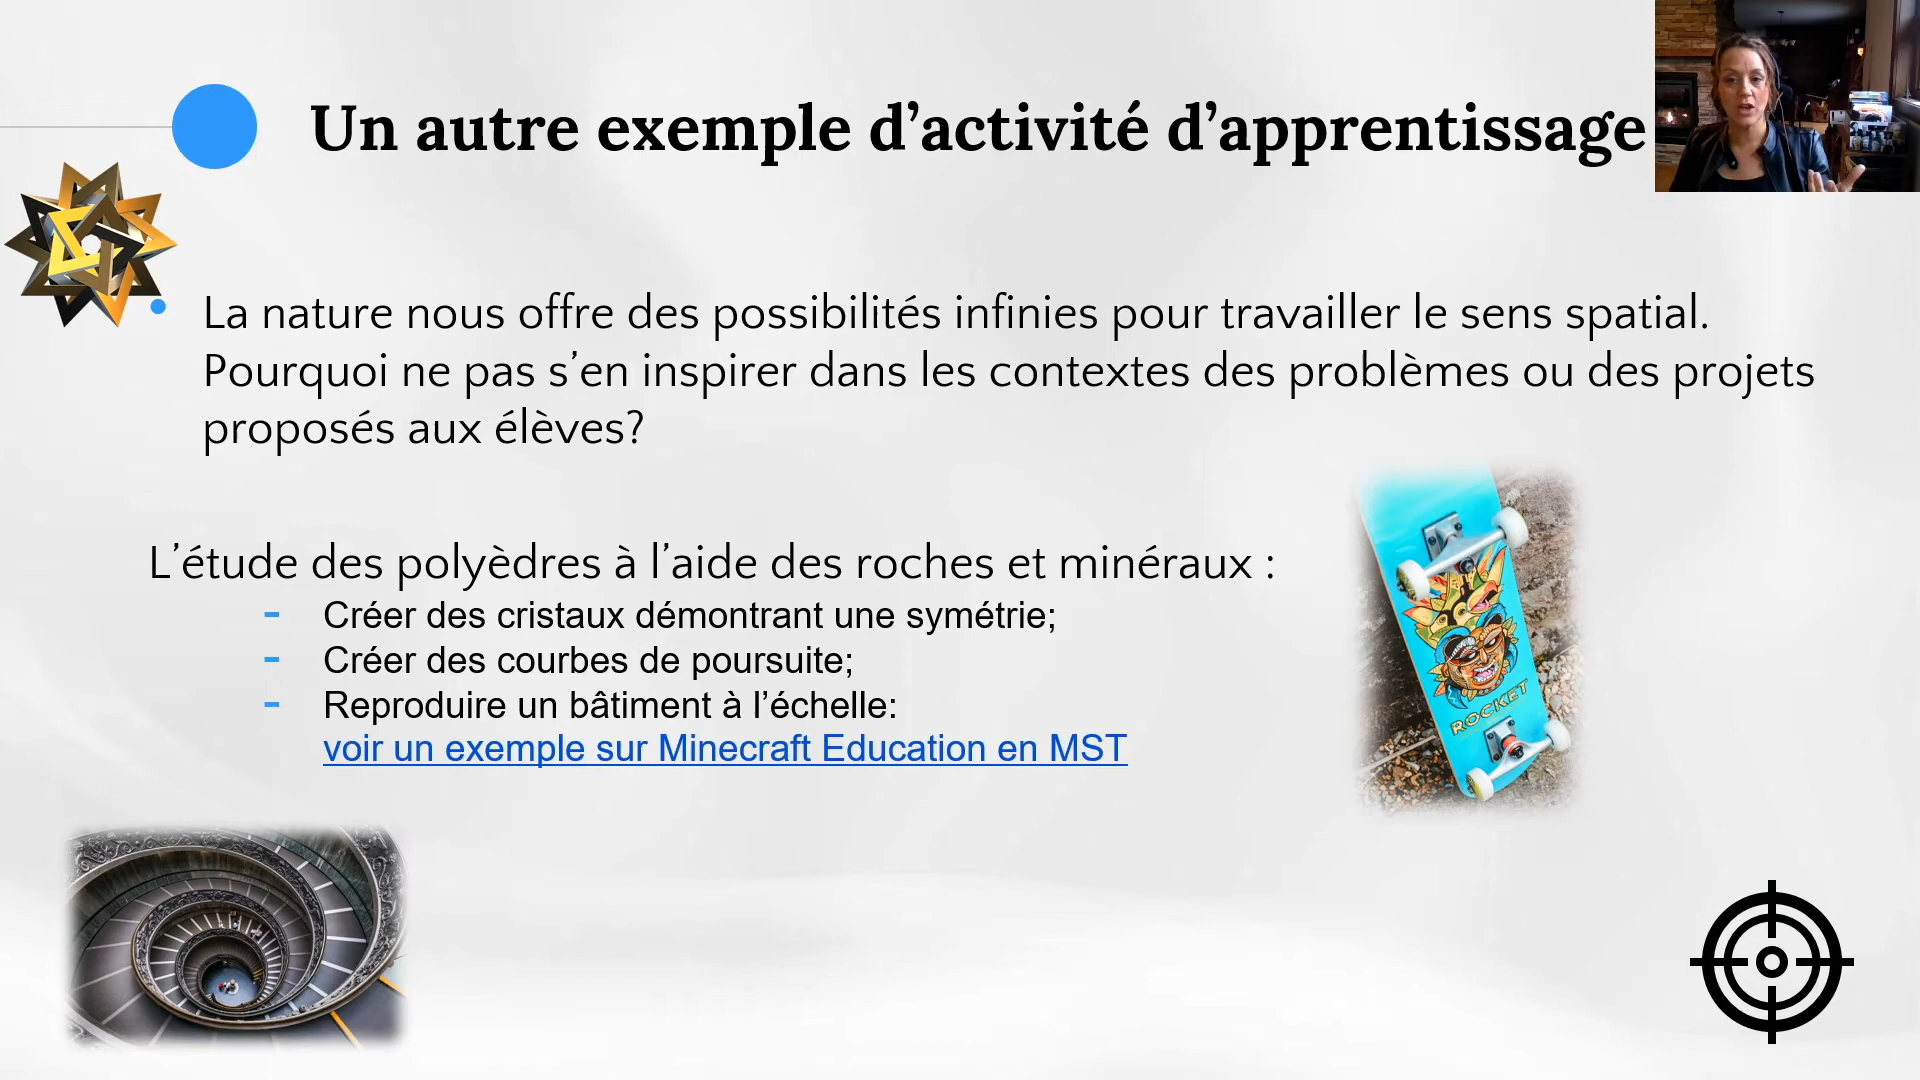 Un autre exemple d’activité d’apprentissage
La nature nous offre des possibilités infinies pour travailler le sens spatial.
Pourquoi ne pas s’en inspirer dans les contextes des problèmes ou des projets
proposés aux élèves?
L’étude des polyèdres à l’aide des roches et minéraux :
- Créer des cristaux démontrant une symétrie;
- Créer des courbes de poursuite;
- Reproduire un bâtiment à l’échelle:
voir un exemple sur Minecraft Education en MST
ROCKET